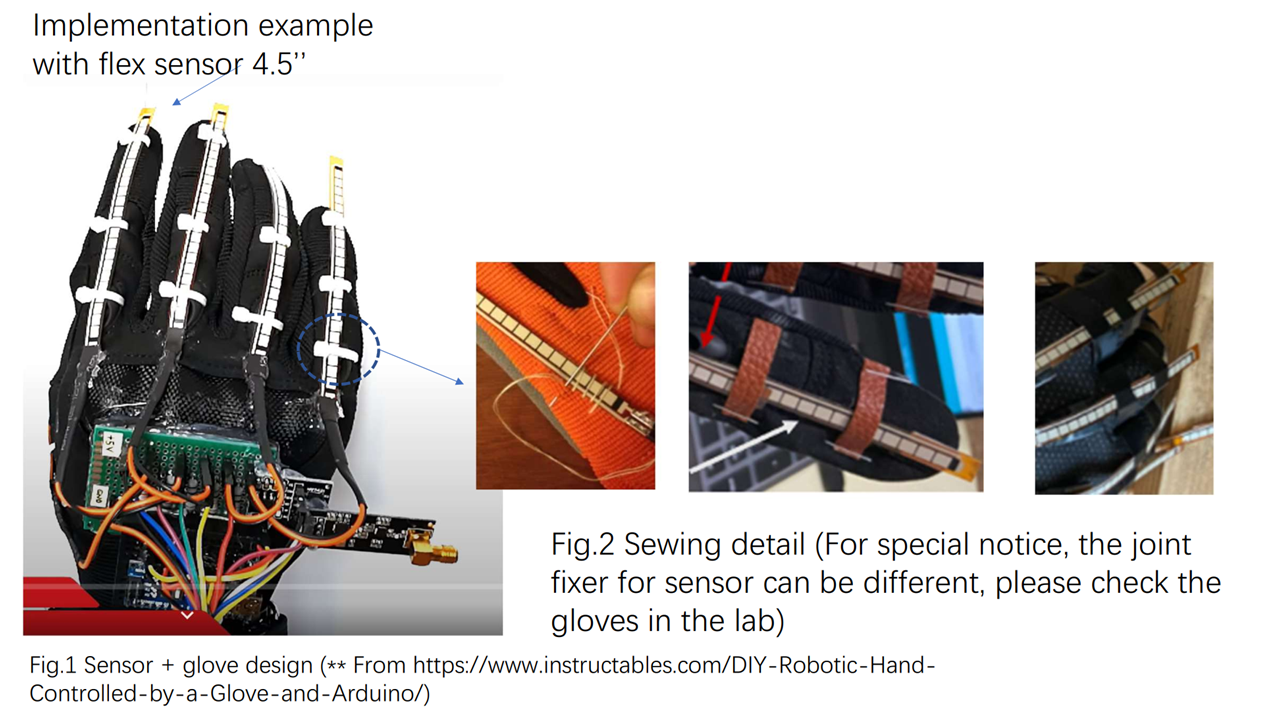 Implementation example
with flex sensor 4.5’’
+5V
GND
Fig.2 Sewing detail (For special notice, the joint
fixer for sensor can be different, please check the
gloves in the lab)
Fig.1 Sensor + glove design (** From https://www.instructables.com/DIY-Robotic-Hand-
Controlled-by-a-Glove-and-Arduino/)